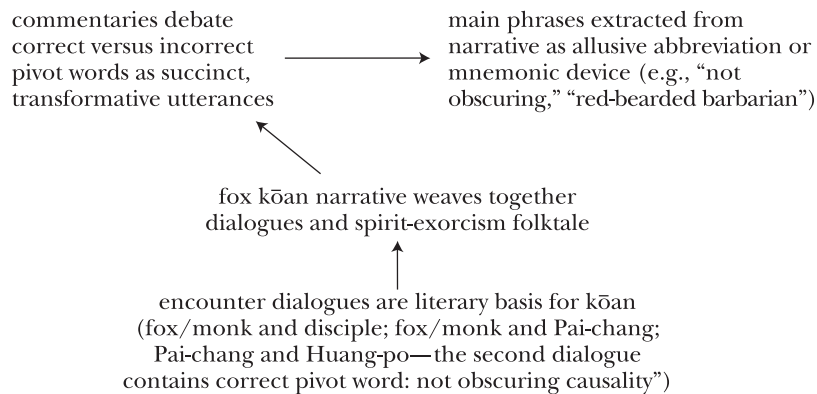 commentaries debate
correct versus incorrect
pivot words as succinct,
transformative utterances
main phrases extracted from
narrative as allusive abbreviation or
mnemonic device (e.g., “not
obscuring,” “red-bearded barbarian”)
fox kōan narrative weaves together
dialogues and spirit-exorcism folktale
encounter dialogues are literary basis for kōan
(fox/monk and disciple; fox/monk and Pai-chang;
Pai-chang and Huang-po—the second dialogue
contains correct pivot word: not obscuring causality”)